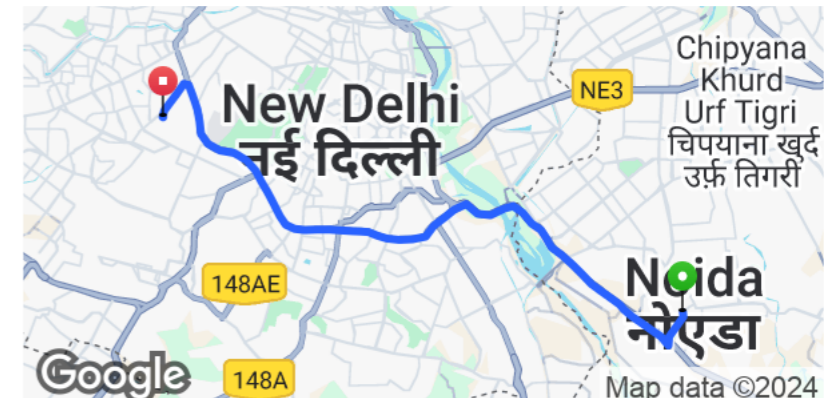 New Delhi
नई दिल्ली
NE3
Chipyana
Khurd
Urf Tigri
चिपयाना खुर्द
उर्फ़ तिगरी
148AE
Noida
नोएडा
148A
Google
Map data ©2024